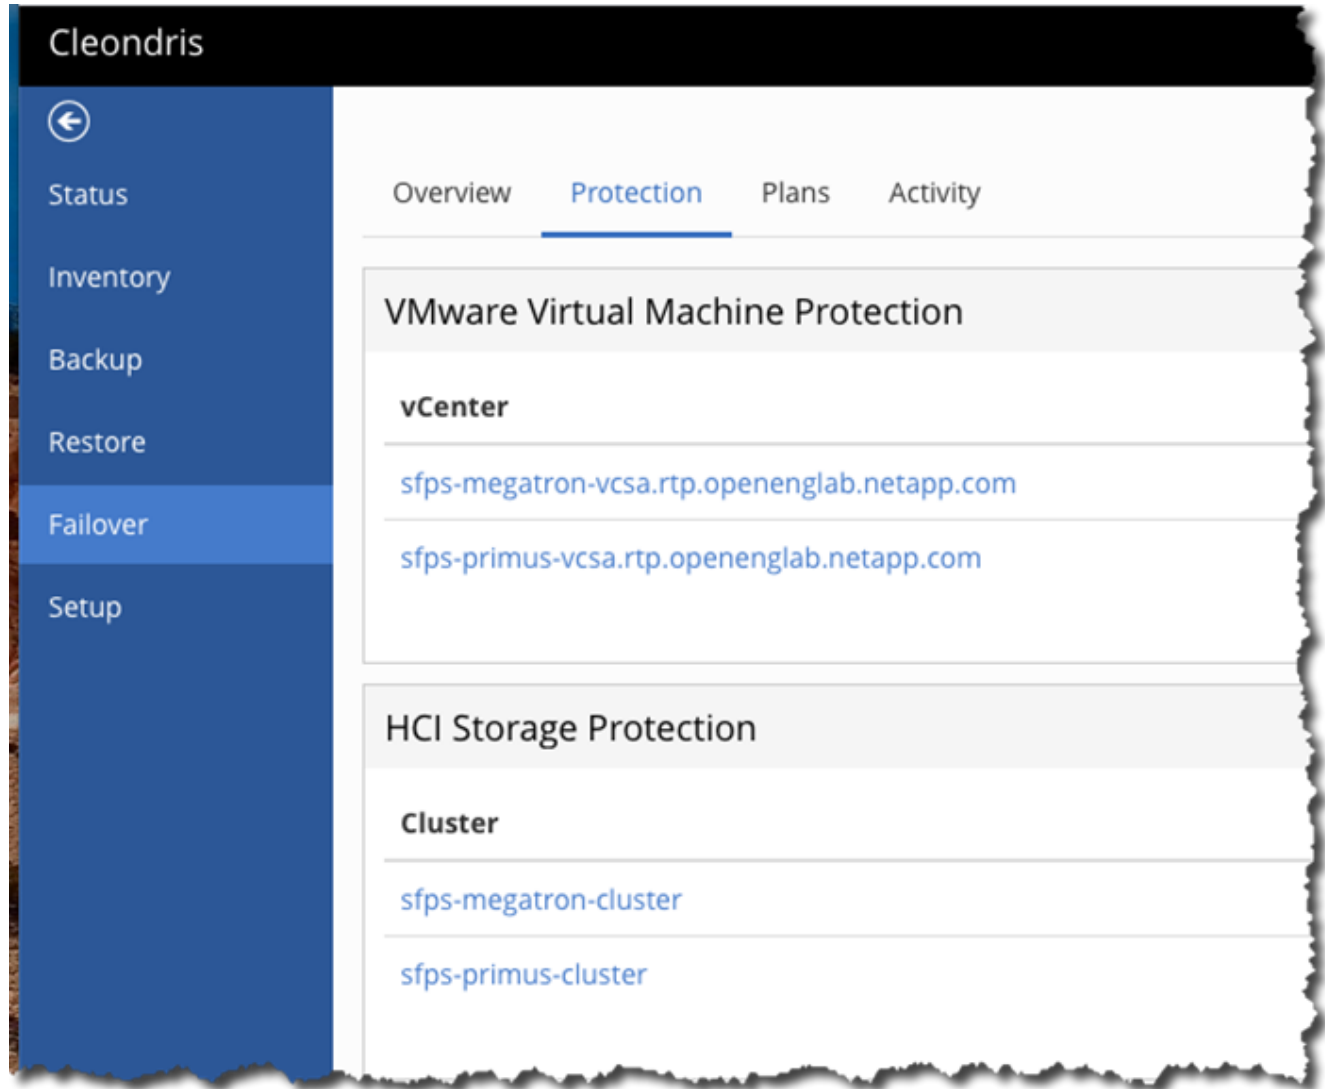 Cleondris
Status
Inventory
Backup
Restore
Failover
Setup
Overview Protection Plans Activity
VMware Virtual Machine Protection
vCenter
sfps-megatron-vcsa.rtp.openenglab.netapp.com
sfps-primus-vcsa.rtp.openenglab.netapp.com
HCI Storage Protection
Cluster
sfps-megatron-cluster
sfps-primus-cluster